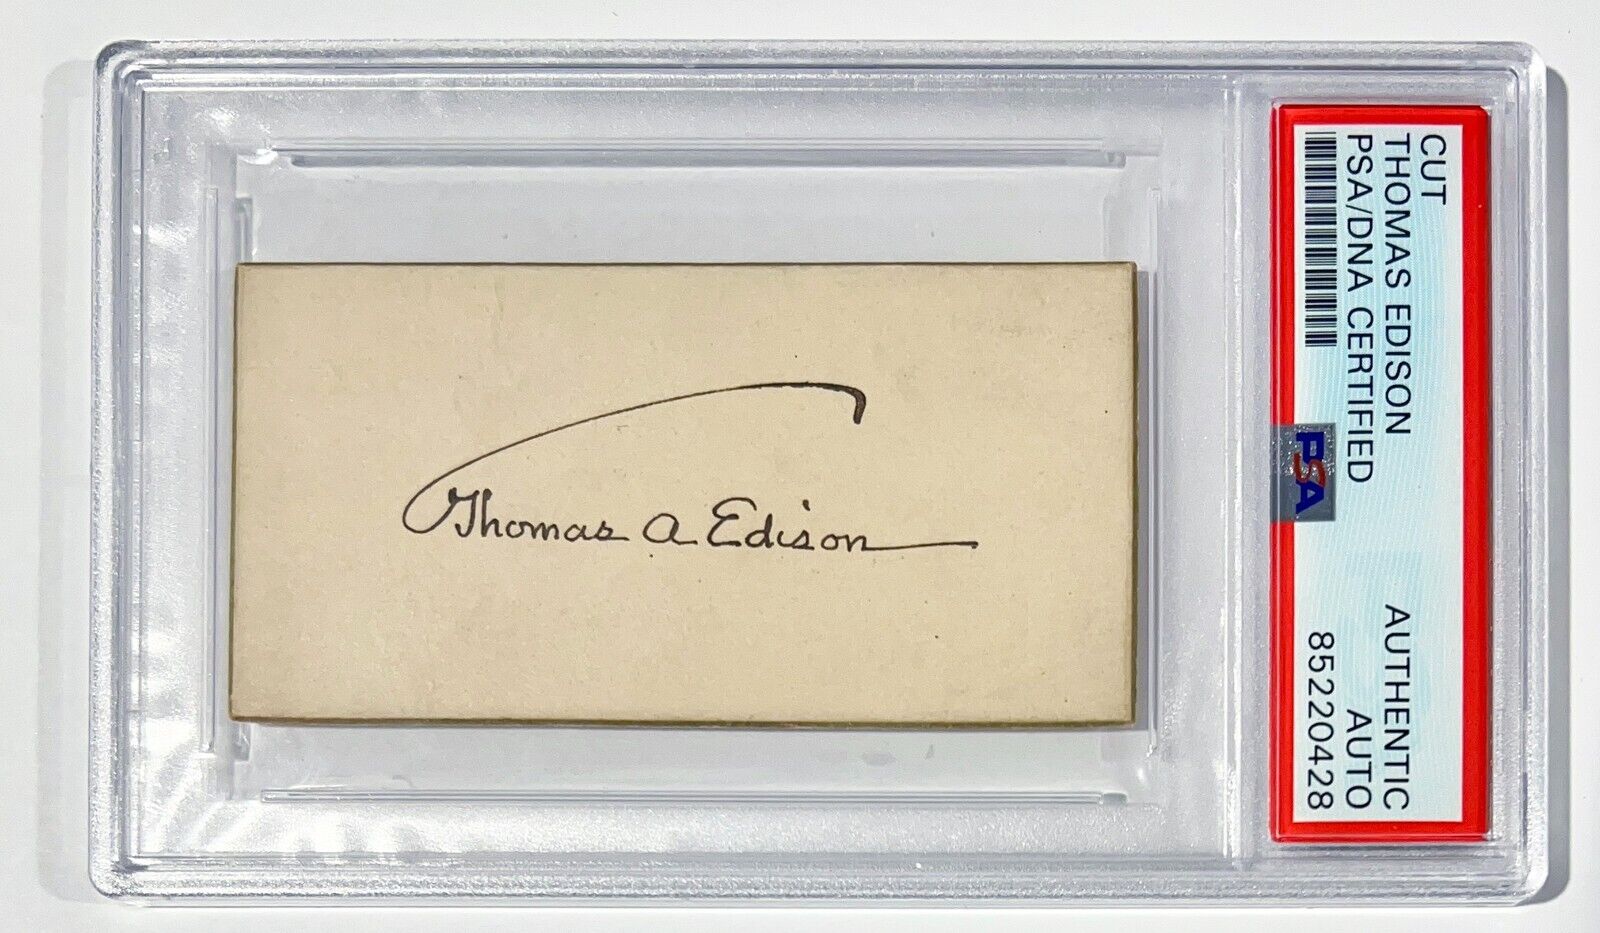 Thomas A Edison
CUT
THOMAS EDISON
PSA/DNA CERTIFIED
PSA
AUTHENTIC
AUTO
85220428